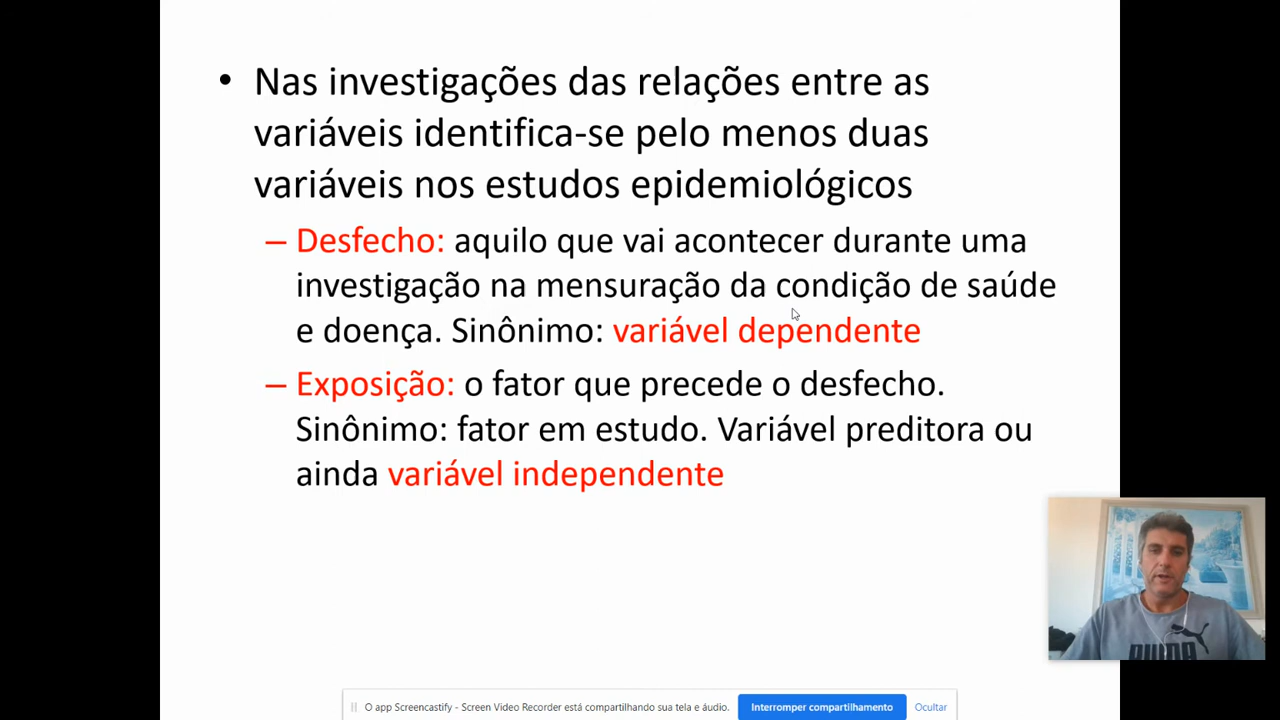 • Nas investigações das relações entre as
variáveis identifica-se pelo menos duas
variáveis nos estudos epidemiológicos
– Desfecho: aquilo que vai acontecer durante uma
investigação na mensuração da condição de saúde
e doença. Sinônimo: variável dependente
– Exposição: o fator que precede o desfecho.
Sinônimo: fator em estudo. Variável preditora ou
ainda variável independente
PUMA
O app Screencastify - Screen Video Recorder está compartilhando sua tela e áudio.
Interromper compartilhamento
Ocultar